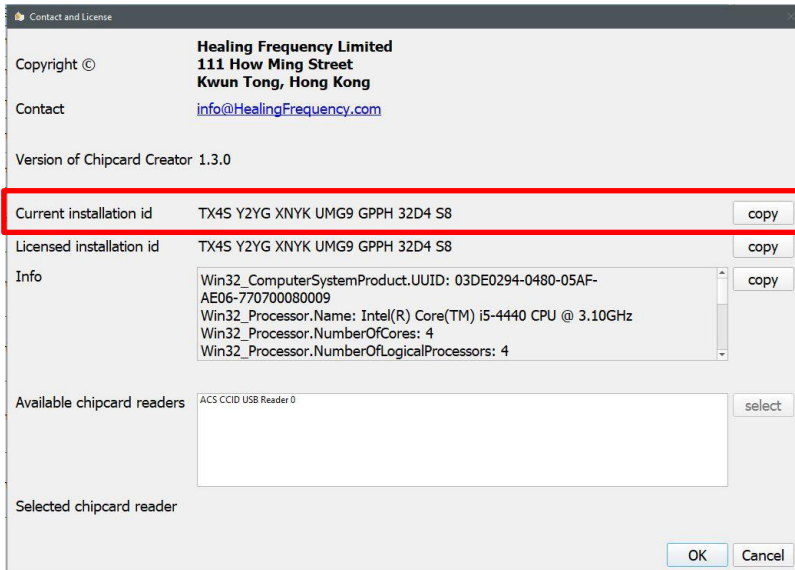 Contact and License
Copyright ©
Healing Frequency Limited
111 How Ming Street
Kwun Tong, Hong Kong
Contact info@HealingFrequency.com
Version of Chipcard Creator 1.3.0
Current installation id TX4S Y2YG XNYK UMG9 GPPH 32D4 S8 copy
Licensed installation id TX4S Y2YG XNYK UMG9 GPPH 32D4 S8 copy
Info
Win32_ComputerSystemProduct.UUID: 03DE0294-0480-05AF-
AE06-770700080009
Win32_Processor.Name: Intel(R) Core(TM) i5-4440 CPU @ 3.10GHz
Win32_Processor.NumberOfCores: 4
Win32_Processor.NumberOfLogicalProcessors: 4
copy
Available chipcard readers ACS CCID USB Reader 0 select
Selected chipcard reader
OK Cancel